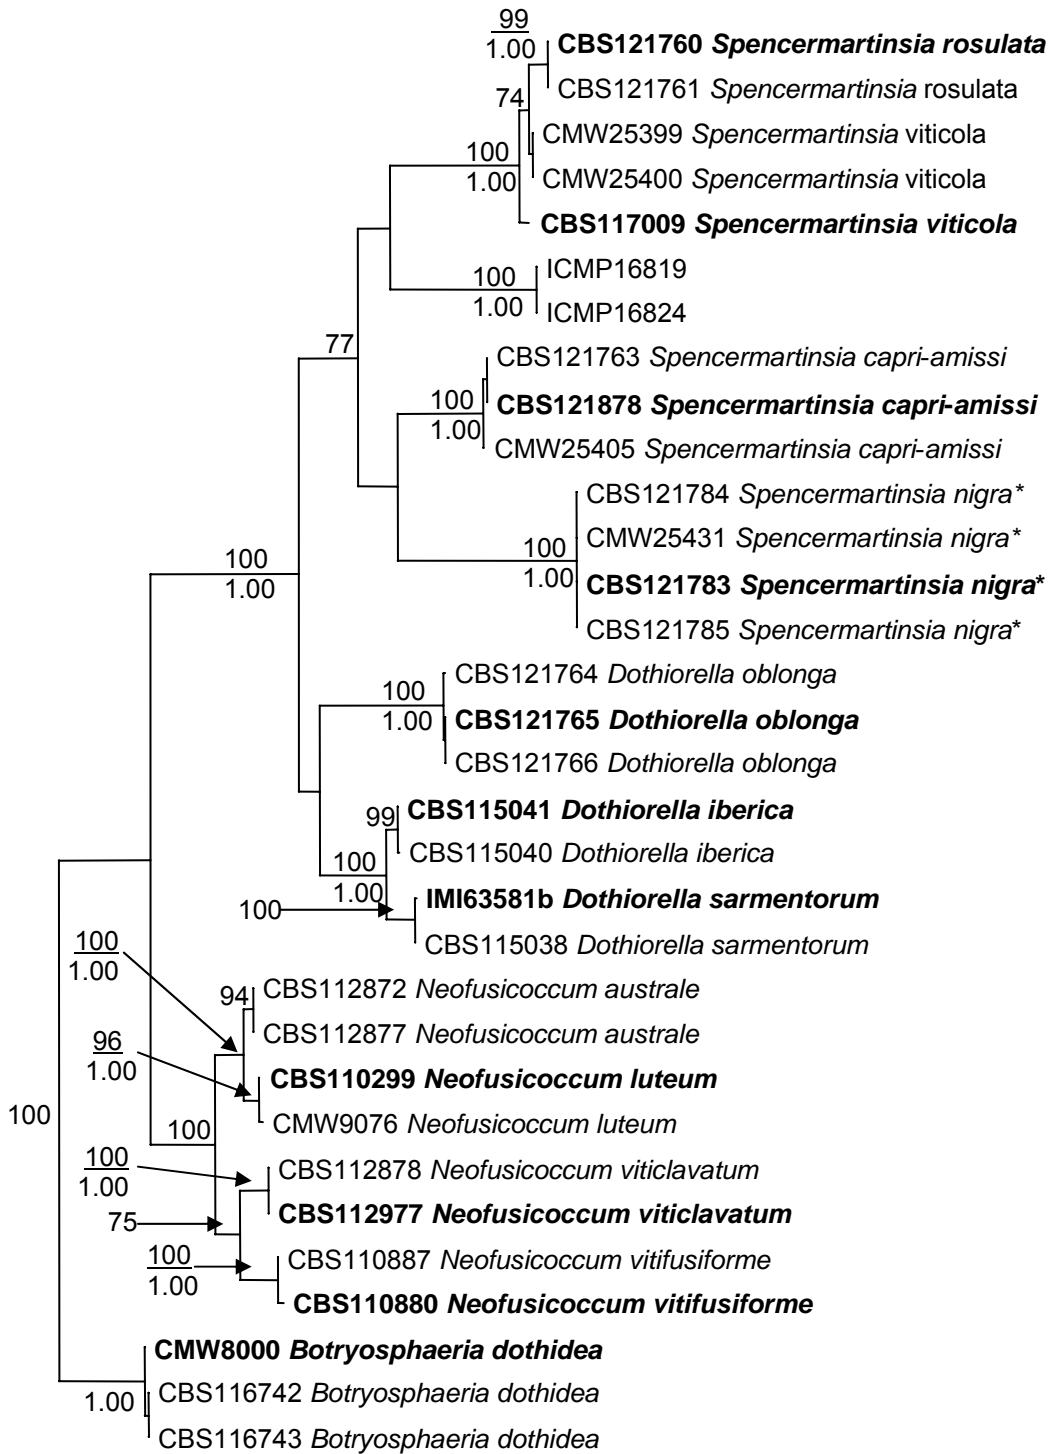 99
1.00
CBS121760 Spencermartinsia rosulata
CBS121761 Spencermartinsia rosulata
74
CMW25399 Spencermartinsia viticola
100
1.00
CMW25400 Spencermartinsia viticola
CBS117009 Spencermartinsia viticola
100
1.00
ICMP16819
ICMP16824
77
CBS121763 Spencermartinsia capri-amissi
100
1.00
CBS121878 Spencermartinsia capri-amissi
CMW25405 Spencermartinsia capri-amissi
CBS121784 Spencermartinsia nigra*
CMW25431 Spencermartinsia nigra*
100
1.00
CBS121783 Spencermartinsia nigra*
CBS121785 Spencermartinsia nigra*
100
1.00
CBS121764 Dothiorella oblonga
100
1.00
CBS121765 Dothiorella oblonga
CBS121766 Dothiorella oblonga
99
CBS115041 Dothiorella iberica
CBS115040 Dothiorella iberica
100
1.00
IMI63581b Dothiorella sarmentorum
100
CBS115038 Dothiorella sarmentorum
100
1.00
94
CBS112872 Neofusicoccum australe
CBS112877 Neofusicoccum australe
96
1.00
CBS110299 Neofusicoccum luteum
CMW9076 Neofusicoccum luteum
100
100
100
1.00
CBS112878 Neofusicoccum viticlavatum
CBS112977 Neofusicoccum viticlavatum
75
100
1.00
CBS110887 Neofusicoccum vitifusiforme
CBS110880 Neofusicoccum vitifusiforme
CMW8000 Botryosphaeria dothidea
1.00
CBS116742 Botryosphaeria dothidea
CBS116743 Botryosphaeria dothidea